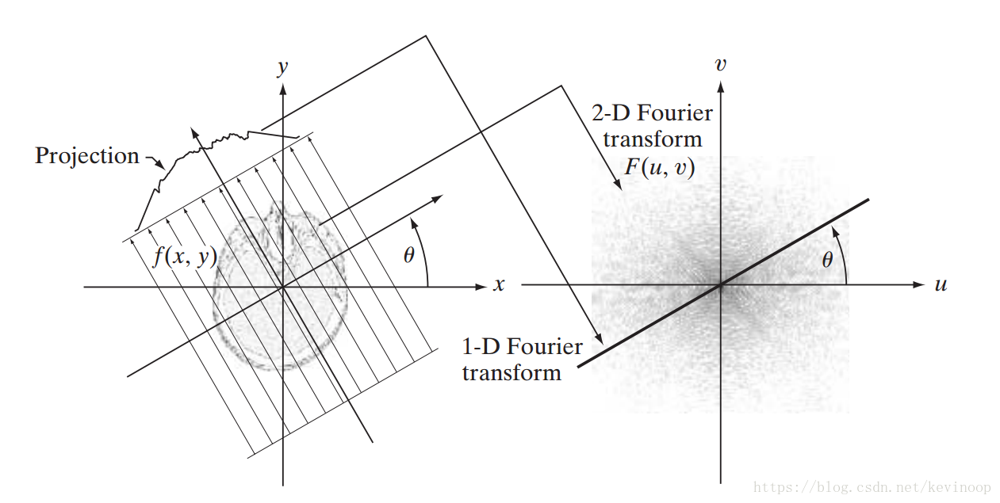 y
v
2-D Fourier
transform
F(u, v)
Projection
f(x, y)
θ
x
θ
u
1-D Fourier
transform
https://blog.csdn.net/kevinoop